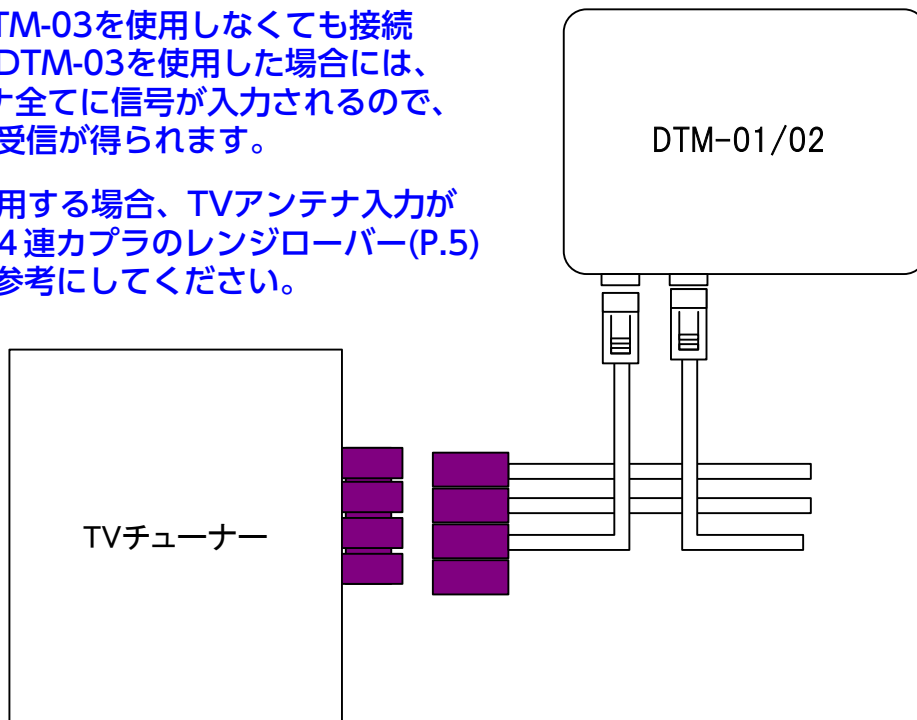 TM-03を使用しなくても接続
DTM-03を使用した場合には、
ナ全てに信号が入力されるので、
受信が得られます。
用する場合、TVアンテナ入力が
４連カプラのレンジローバー(P.5)
参考にしてください。
DTM-01/02
TVチューナー